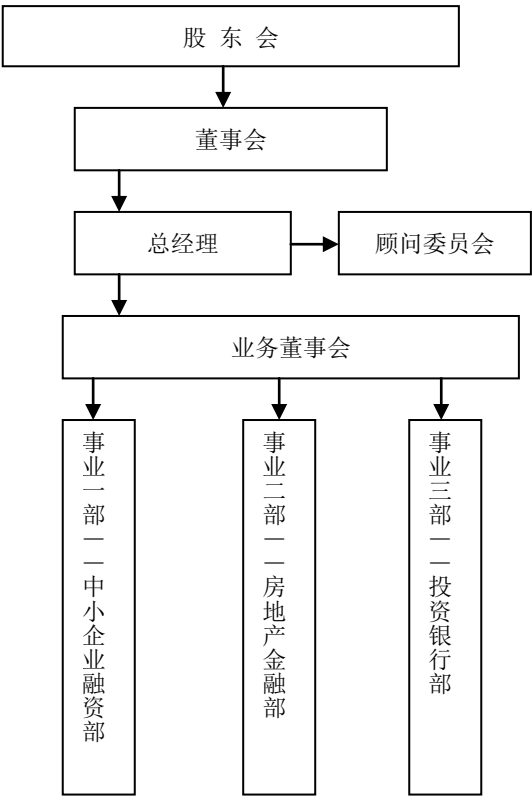 股 东 会
董事会
总经理
顾问委员会
业务董事会
事业一部——中小企业融资部
事业二部——房地产金融部
事业三部——投资银行部